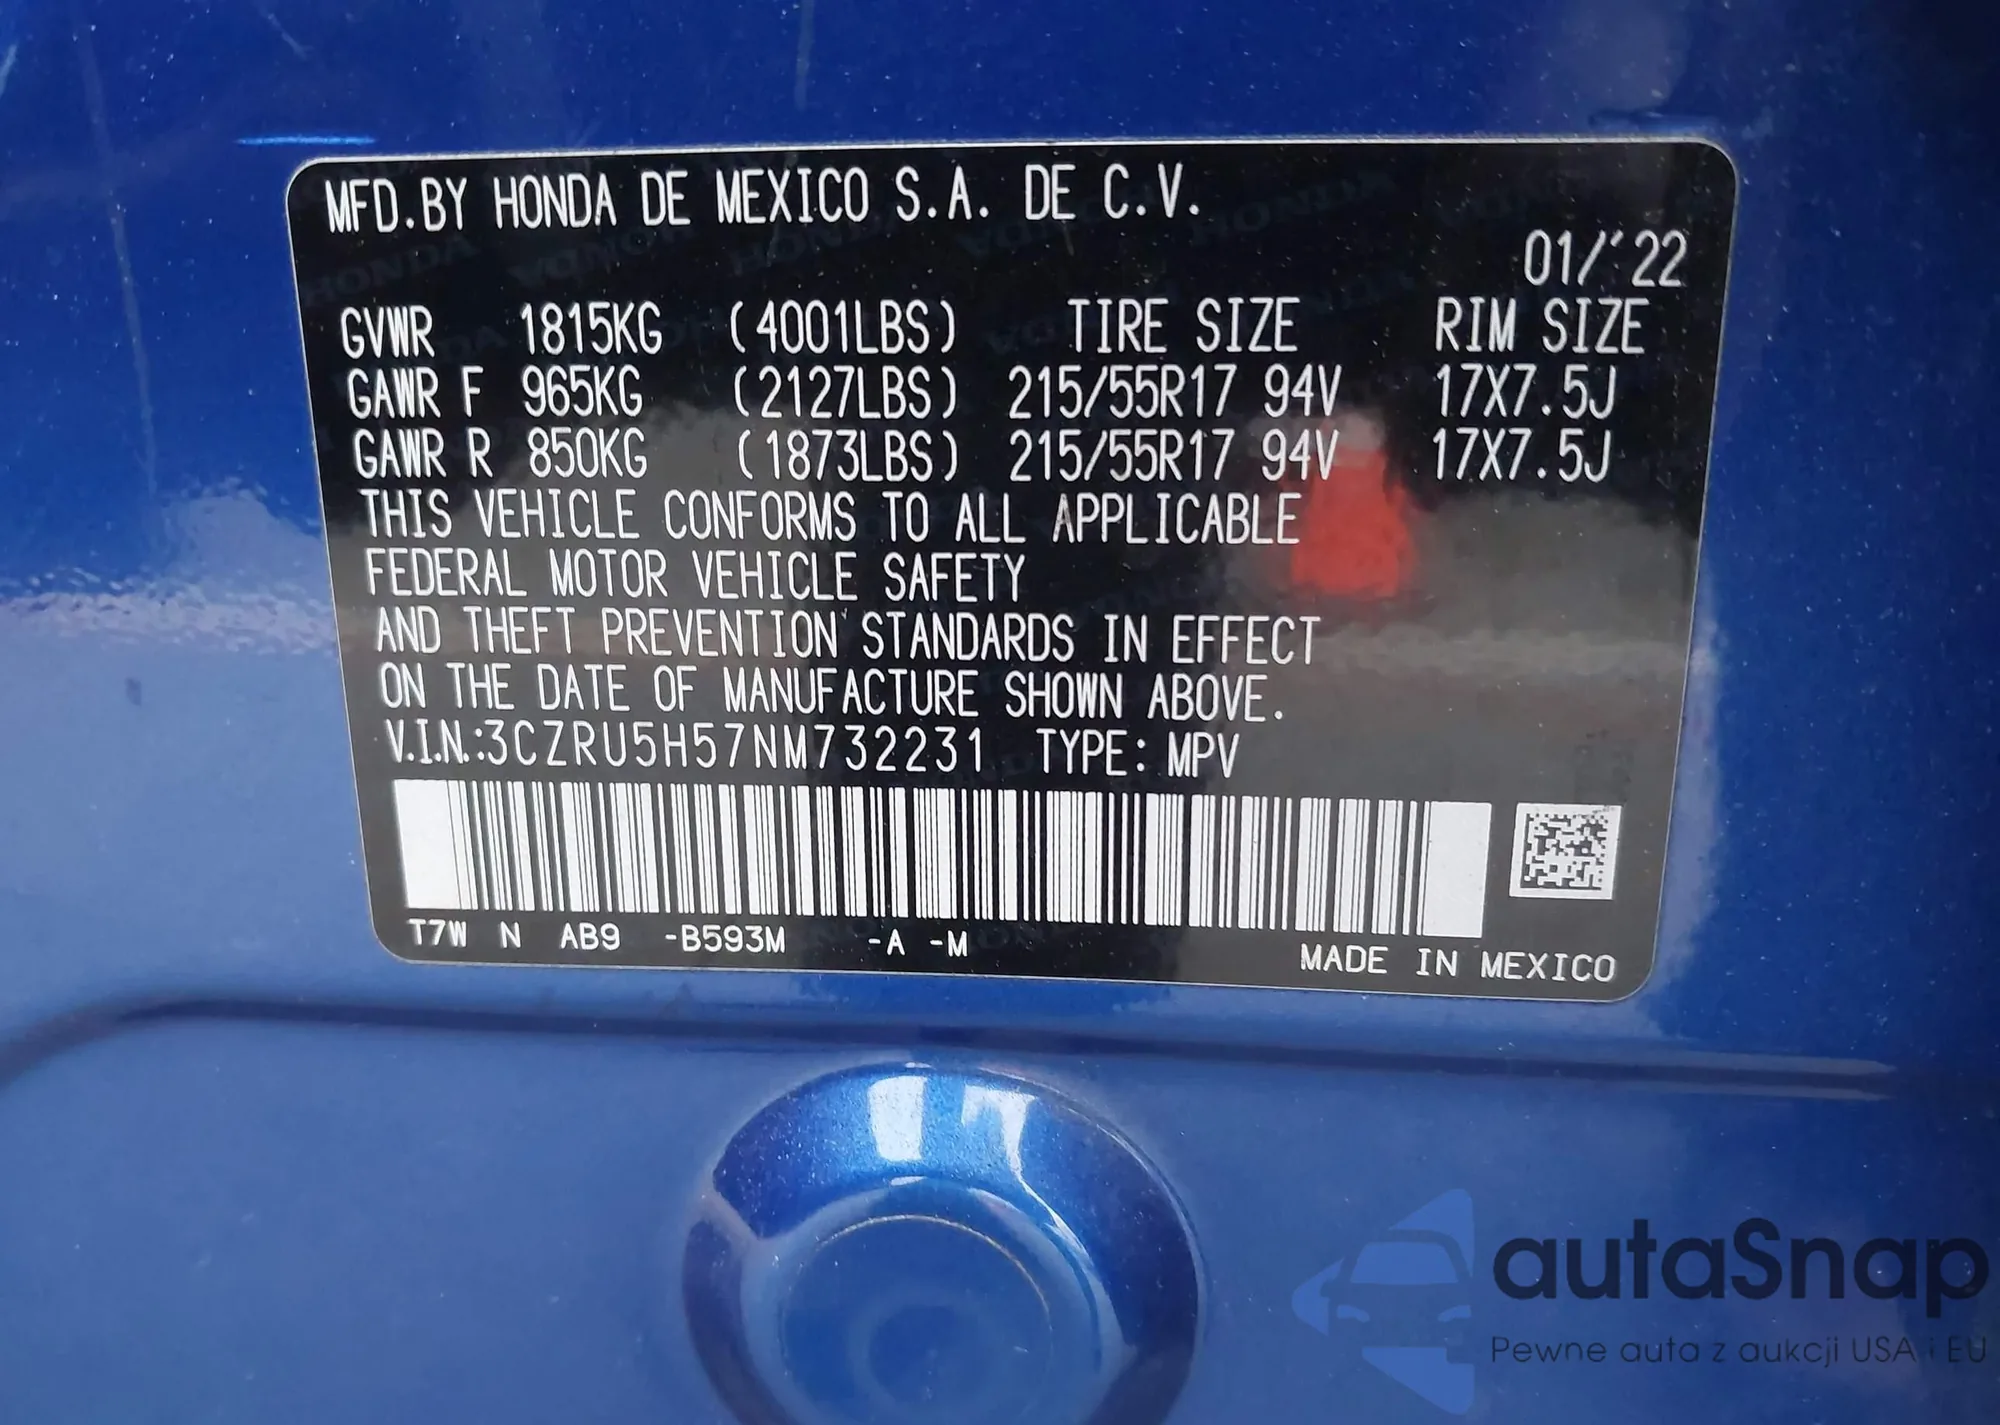 MFD.BY HONDA DE MEXICO S.A. DE C.V.
01/'22
GVWR 1815KG (4001LBS) TIRE SIZE RIM SIZE
GAWR F 965KG (2127LBS) 215/55R17 94V 17X7.5J
GAWR R 850KG (1873LBS) 215/55R17 94V 17X7.5J
THIS VEHICLE CONFORMS TO ALL APPLICABLE
FEDERAL MOTOR VEHICLE SAFETY
AND THEFT PREVENTION STANDARDS IN EFFECT
ON THE DATE OF MANUFACTURE SHOWN ABOVE.
V.I.N.:3CZRU5H57NM732231 TYPE: MPV
T7W N AB9 -B593M -A -M
MADE IN MEXICO
autaSnap
Pewne auta z aukcji USA i EU